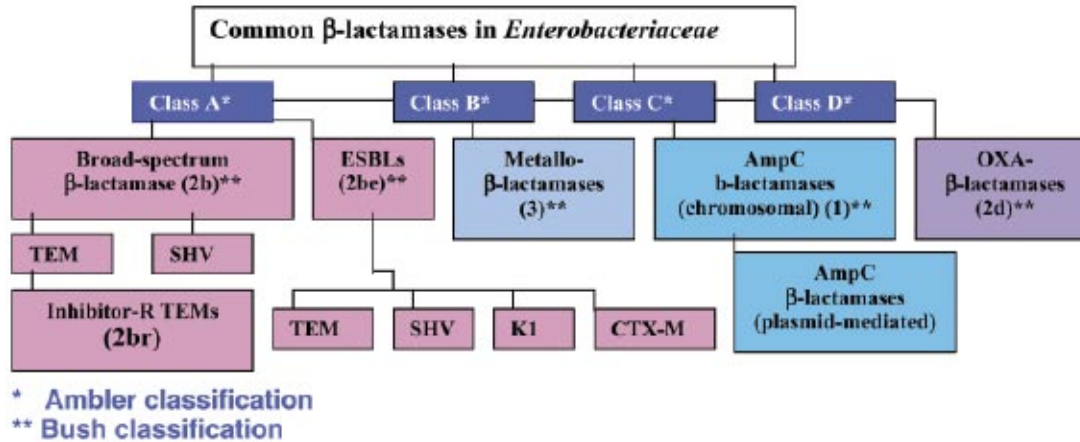 Common β-lactamases in Enterobacteriaceae
Class A*
Class B*
Class C*
Class D*
Broad-spectrum
β-lactamase (2b)**
ESBLs
(2be)**
Metallo-
β-lactamases
(3)**
AmpC
b-lactamases
(chromosomal) (1)**
OXA-
β-lactamases
(2d)**
TEM
SHV
Inhibitor-R TEMs
(2br)
TEM
SHV
K1
CTX-M
AmpC
β-lactamases
(plasmid-mediated)
* Ambler classification
** Bush classification